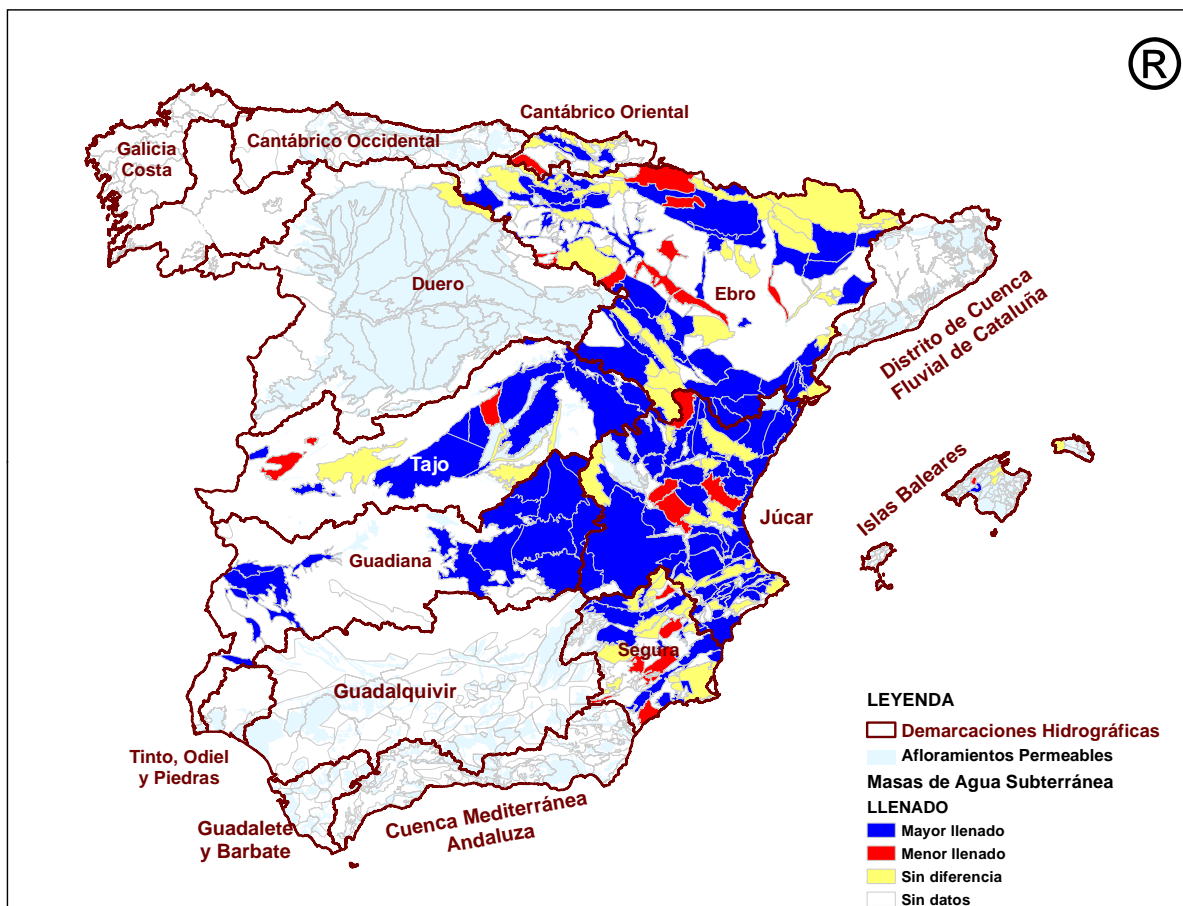 ®
Cantábrico Oriental
Cantábrico Occidental
Galicia
Costa
Duero
Ebro
Distrito de Cuenca
Fluvial de Cataluña
Tajo
Islas Baleares
Júcar
Guadiana
Segura
Guadalquivir
Tinto, Odiel
y Piedras
Guadalete
y Barbate
Cuenca Mediterránea
Andaluza
LEYENDA
Demarcaciones Hidrográficas
Afloramientos Permeables
Masas de Agua Subterránea
LLENADO
Mayor llenado
Menor llenado
Sin diferencia
Sin datos